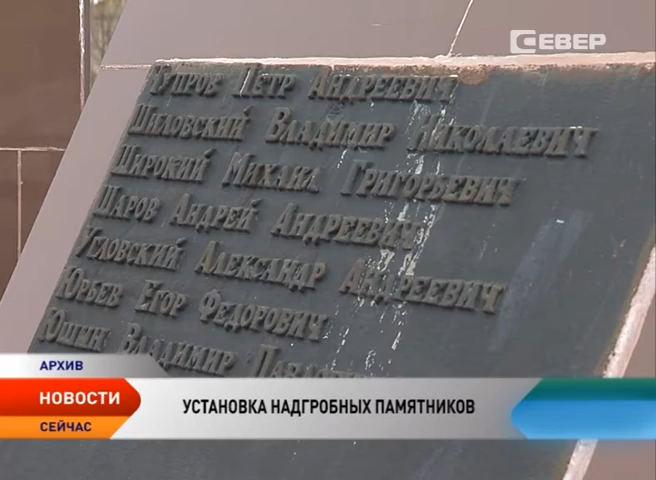 СЕВЕР
Чупров Петр Андреевич
Шиловский Владимир Николаевич
Широкий Михаил Григорьевич
Шаров Андрей Андреевич
Условский Александр Андреевич
Юрьев Егор Федорович
Юшин Владимир
АРХИВ
НОВОСТИ
СЕЙЧАС
УСТАНОВКА НАДГРОБНЫХ ПАМЯТНИКОВ